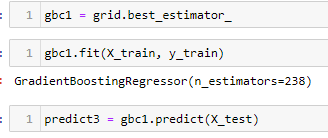 1 gbc1 = grid.best_estimator_
1 gbc1.fit(X_train, y_train)
GradientBoostingRegressor(n_estimators=238)
1 predict3 = gbc1.predict(X_test)